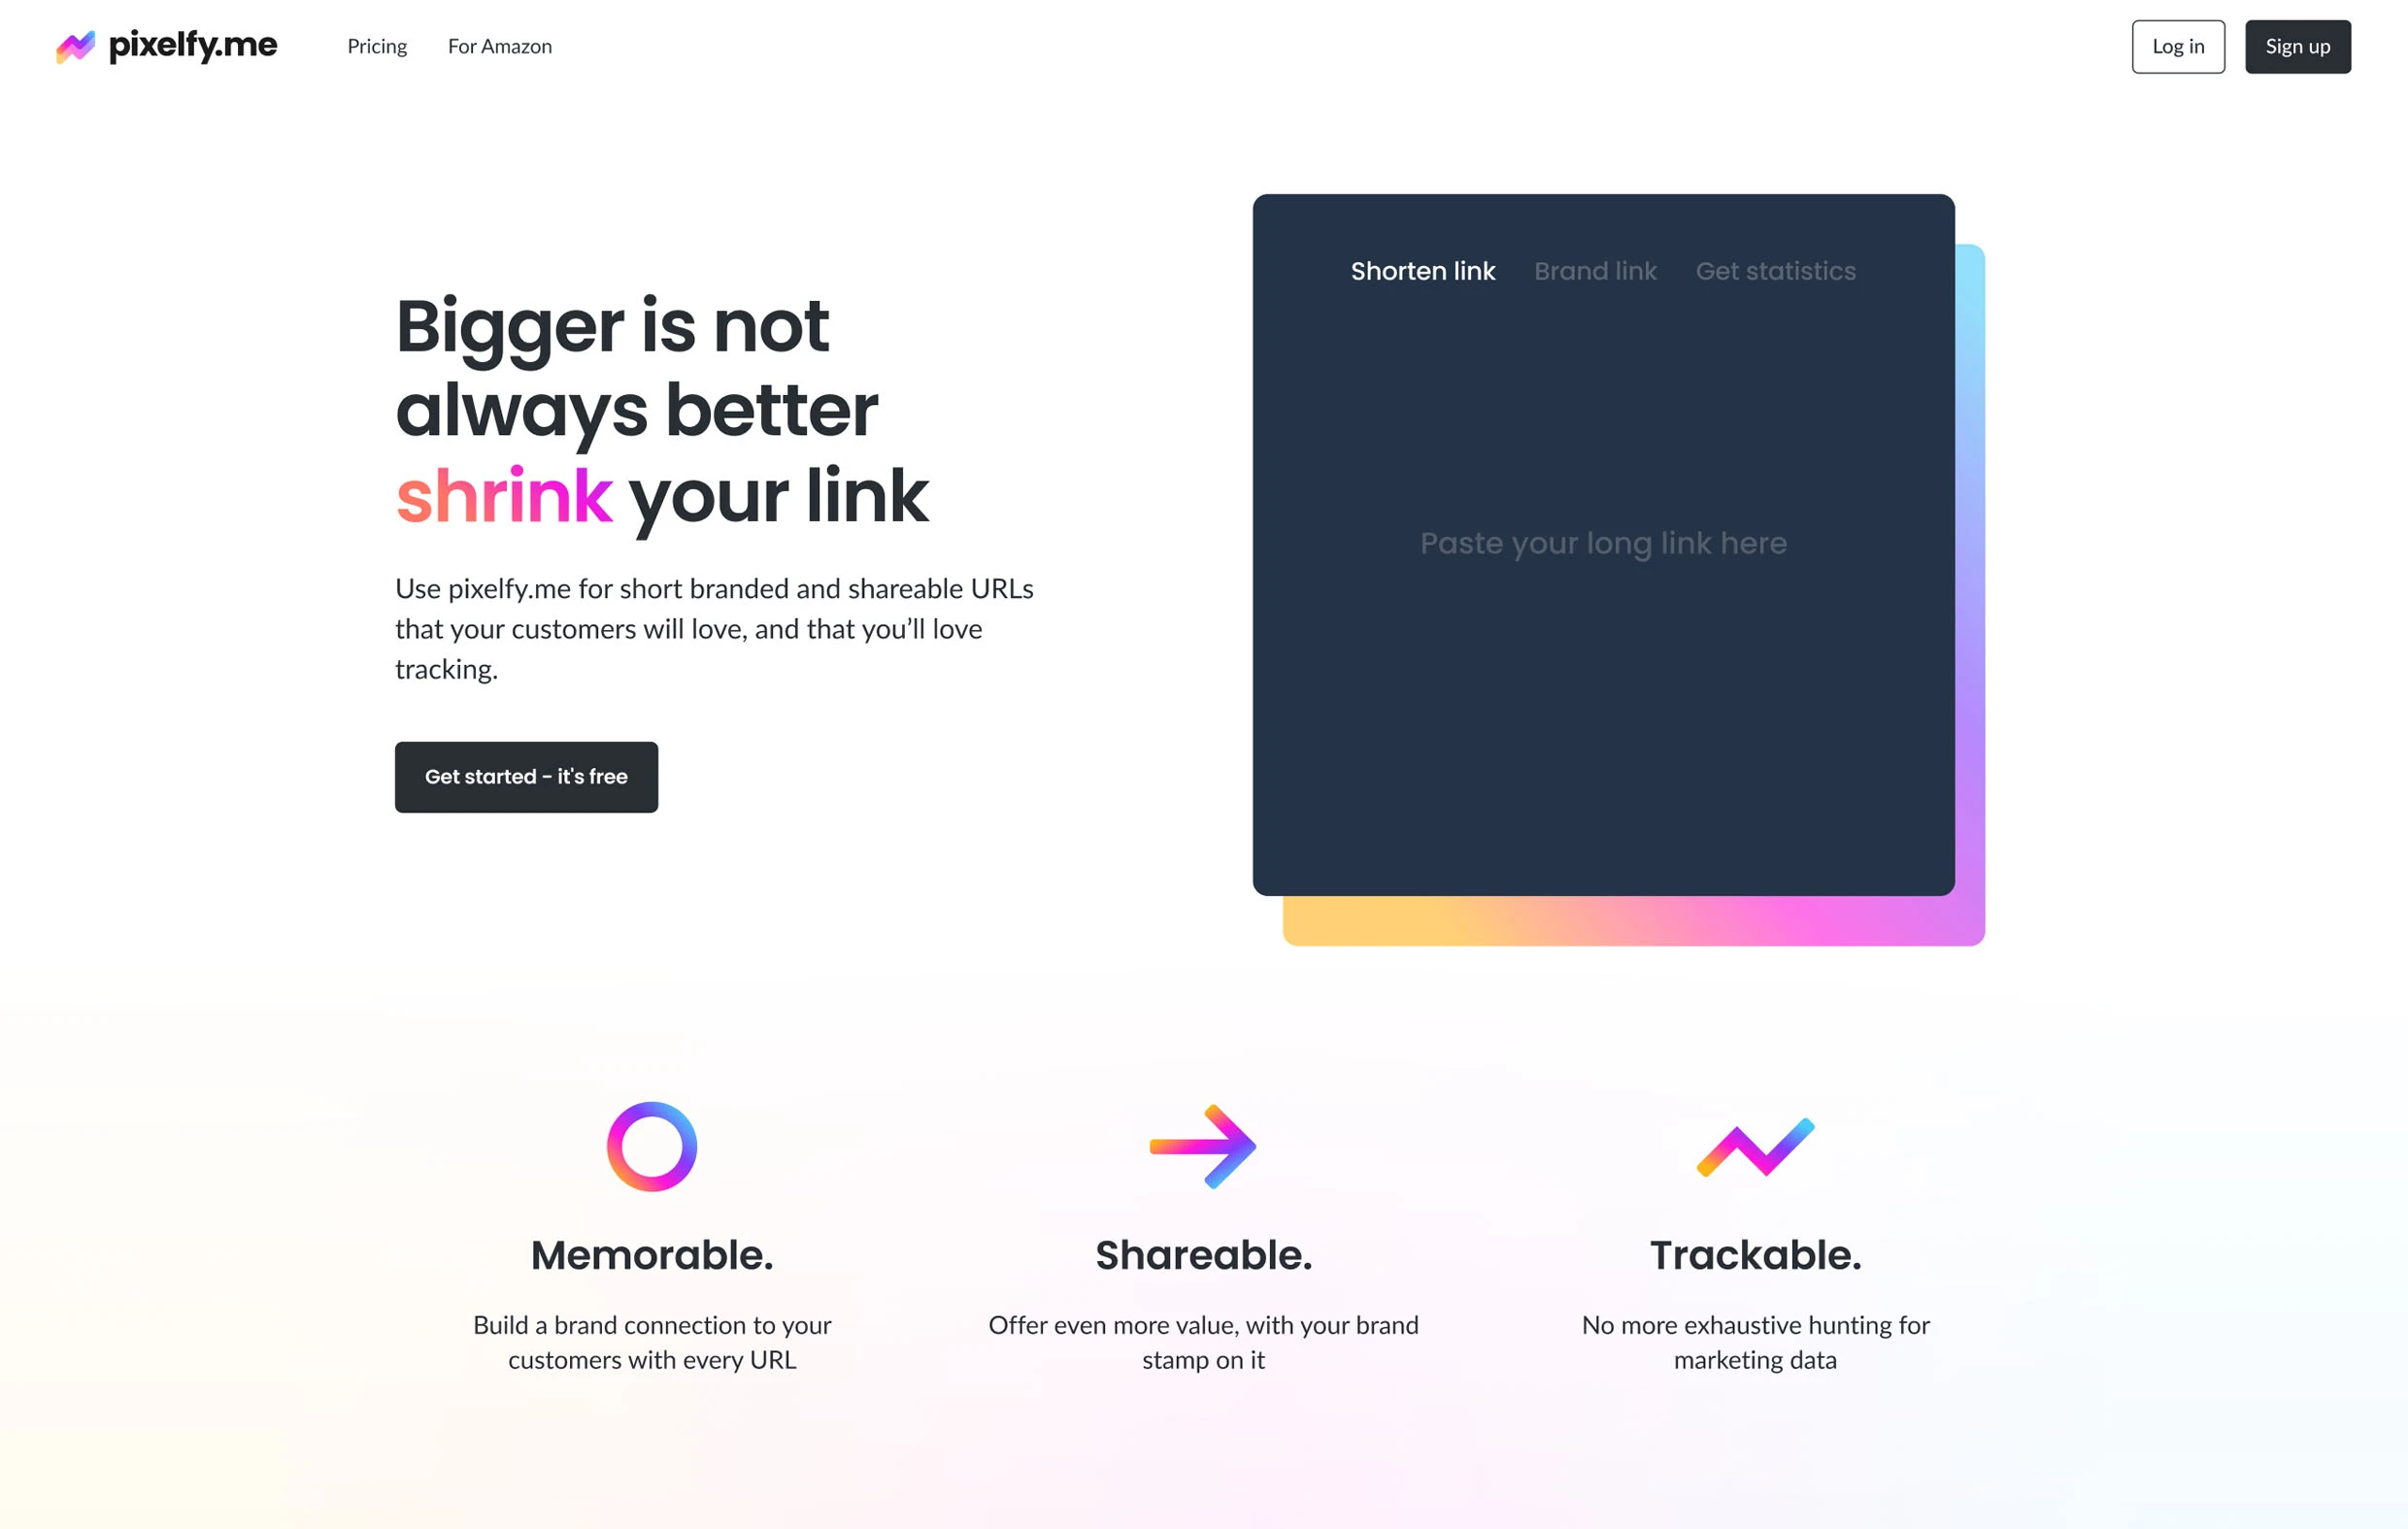 pixelfy.me
Pricing
For Amazon
Log in
Sign up
Bigger is not
always better
shrink your link
Use pixelfy.me for short branded and shareable URLs
that your customers will love, and that you’ll love
tracking.
Get started - it's free
Shorten link
Brand link
Get statistics
Paste your long link here
Memorable.
Build a brand connection to your
customers with every URL
Shareable.
Offer even more value, with your brand
stamp on it
Trackable.
No more exhaustive hunting for
marketing data